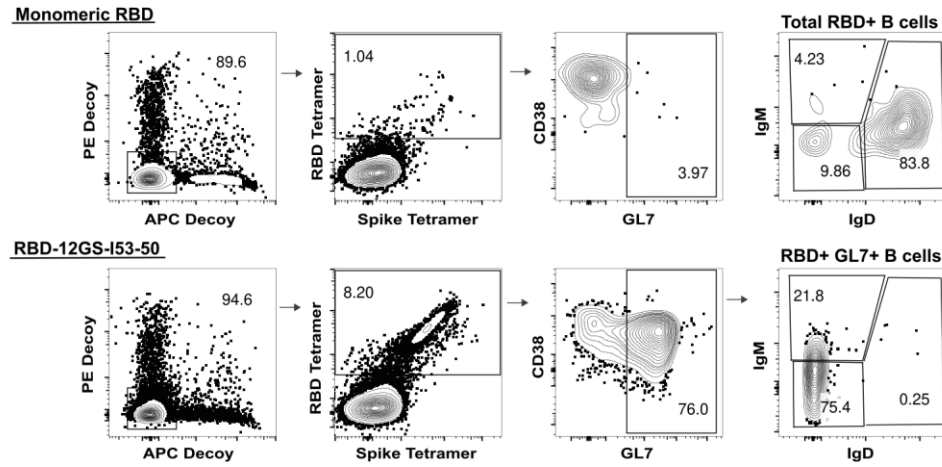 Monomeric RBD
Total RBD+ B cells
PE Decoy
89.6
APC Decoy
RBD Tetramer
1.04
Spike Tetramer
CD38
3.97
GL7
IgM
4.23
9.86
83.8
IgD
RBD-12GS-I53-50
RBD+ GL7+ B cells
PE Decoy
94.6
APC Decoy
RBD Tetramer
8.20
Spike Tetramer
CD38
76.0
GL7
IgM
21.8
75.4
0.25
IgD